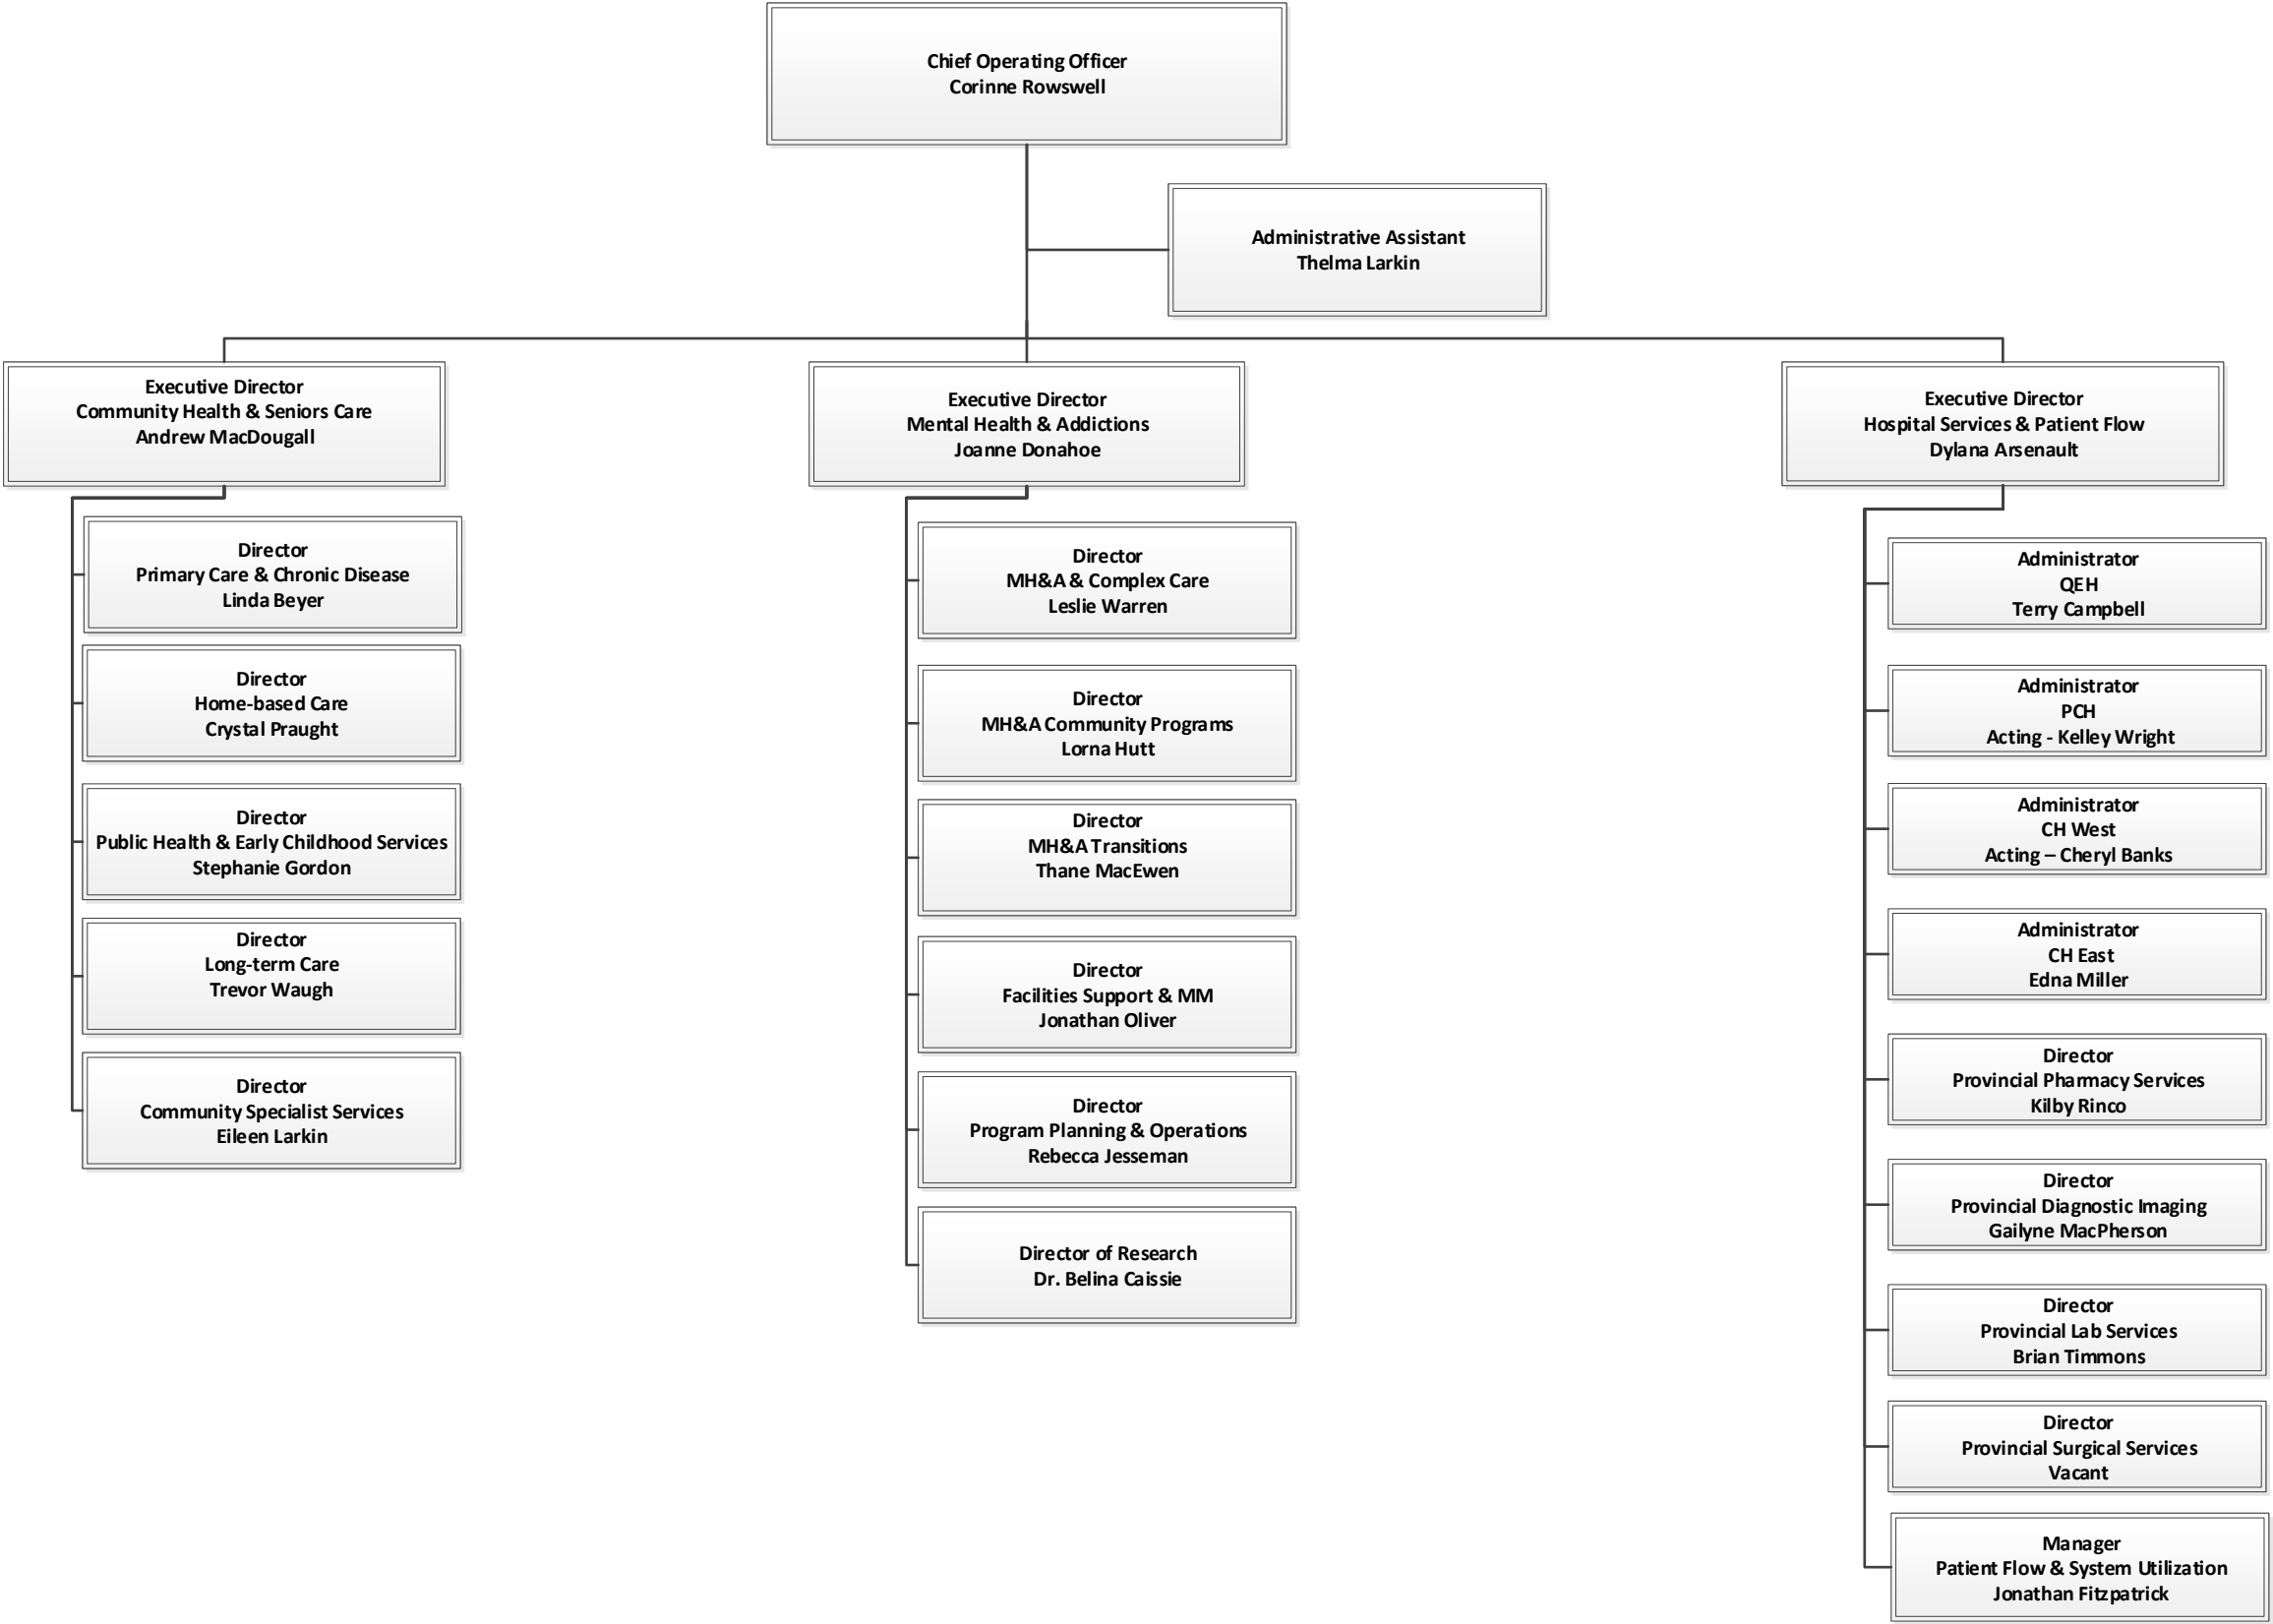 Chief Operating Officer
Corinne Rowswell
Administrative Assistant
Thelma Larkin
Executive Director
Community Health & Seniors Care
Andrew MacDougall
Director
Primary Care & Chronic Disease
Linda Beyer
Director
Home-based Care
Crystal Praught
Director
Public Health & Early Childhood Services
Stephanie Gordon
Director
Long-term Care
Trevor Waugh
Director
Community Specialist Services
Eileen Larkin
Executive Director
Mental Health & Addictions
Joanne Donahoe
Director
MH&A & Complex Care
Leslie Warren
Director
MH&A Community Programs
Lorna Hutt
Director
MH&A Transitions
Thane MacEwen
Director
Facilities Support & MM
Jonathan Oliver
Director
Program Planning & Operations
Rebecca Jesseman
Director of Research
Dr. Belina Caissie
Executive Director
Hospital Services & Patient Flow
Dylana Arsenault
Administrator
QEH
Terry Campbell
Administrator
PCH
Acting - Kelley Wright
Administrator
CH West
Acting – Cheryl Banks
Administrator
CH East
Edna Miller
Director
Provincial Pharmacy Services
Kilby Rinco
Director
Provincial Diagnostic Imaging
Gailyne MacPherson
Director
Provincial Lab Services
Brian Timmons
Director
Provincial Surgical Services
Vacant
Manager
Patient Flow & System Utilization
Jonathan Fitzpatrick